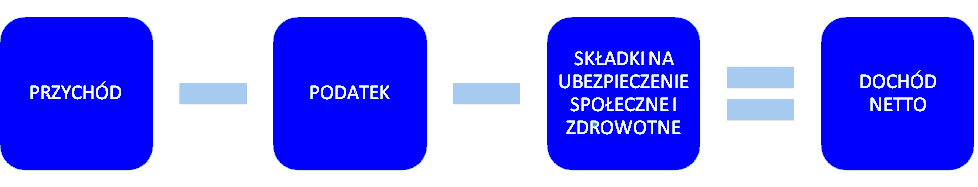 PRZYCHÓD
PODATEK
SKŁADKI NA
UBEZPIECZENIE
SPOŁECZNE I
ZDROWOTNE
DOCHÓD
NETTO